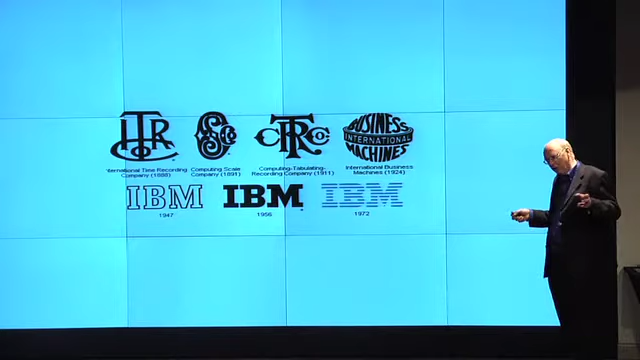 ITR
CSCO
CTRCo
BUSINESS
INTERNATIONAL
MACHINES
International Time Recording
Company (1888)
Computing Scale
Company (1891)
Computing-Tabulating-
Recording Company (1911)
International Business
Machines (1924)
IBM
1947
IBM
1956
IBM
1972